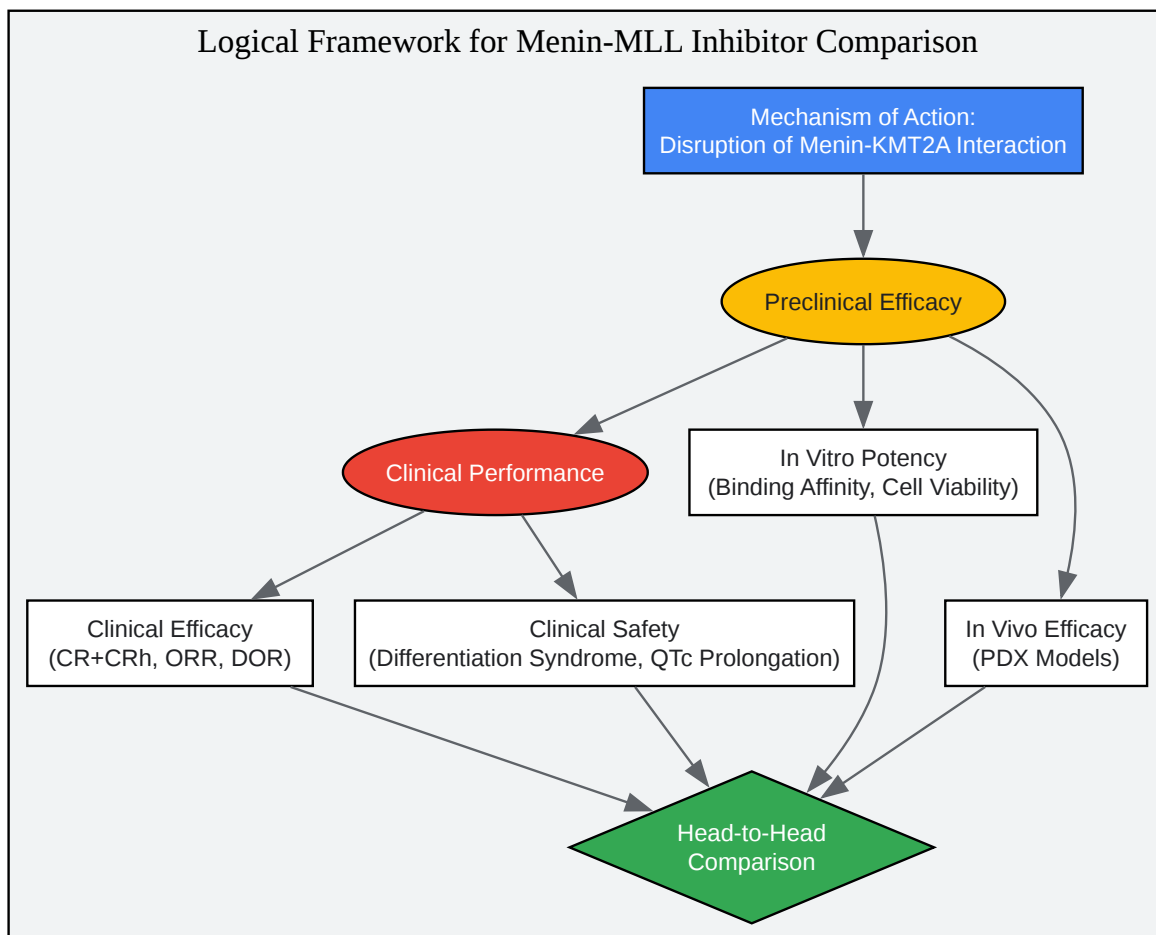 Logical Framework for Menin-MLL Inhibitor Comparison
Mechanism of Action:
Disruption of Menin-KMT2A Interaction
Preclinical Efficacy
Clinical Performance
In Vitro Potency
(Binding Affinity, Cell Viability)
Clinical Efficacy
(CR+CRh, ORR, DOR)
Clinical Safety
(Differentiation Syndrome, QTc Prolongation)
In Vivo Efficacy
(PDX Models)
Head-to-Head
Comparison